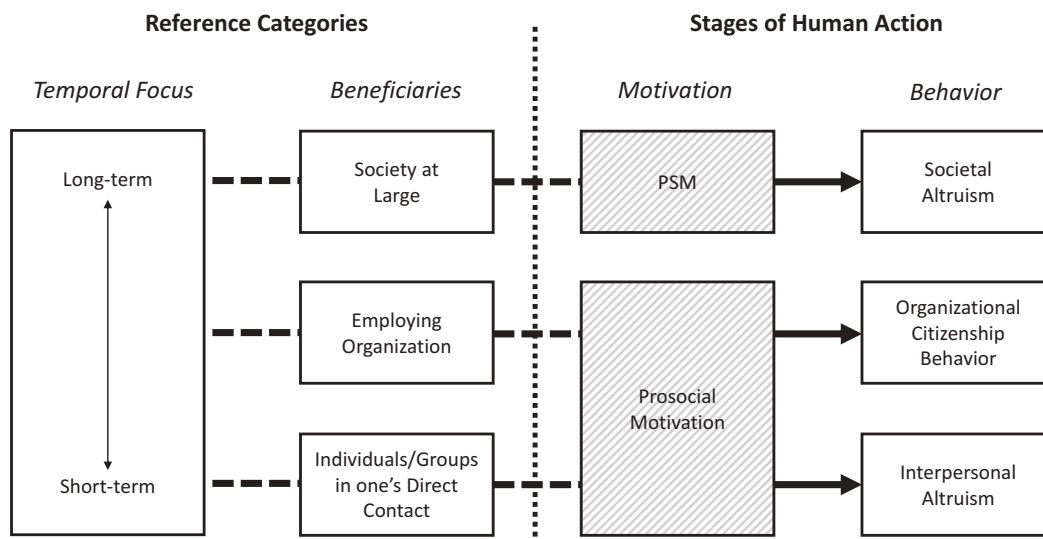 Reference Categories
Stages of Human Action
Temporal Focus
Beneficiaries
Motivation
Behavior
Long-term
Society at
Large
PSM
Societal
Altruism
Employing
Organization
Organizational
Citizenship
Behavior
Prosocial
Motivation
Short-term
Individuals/Groups
in one's Direct
Contact
Interpersonal
Altruism